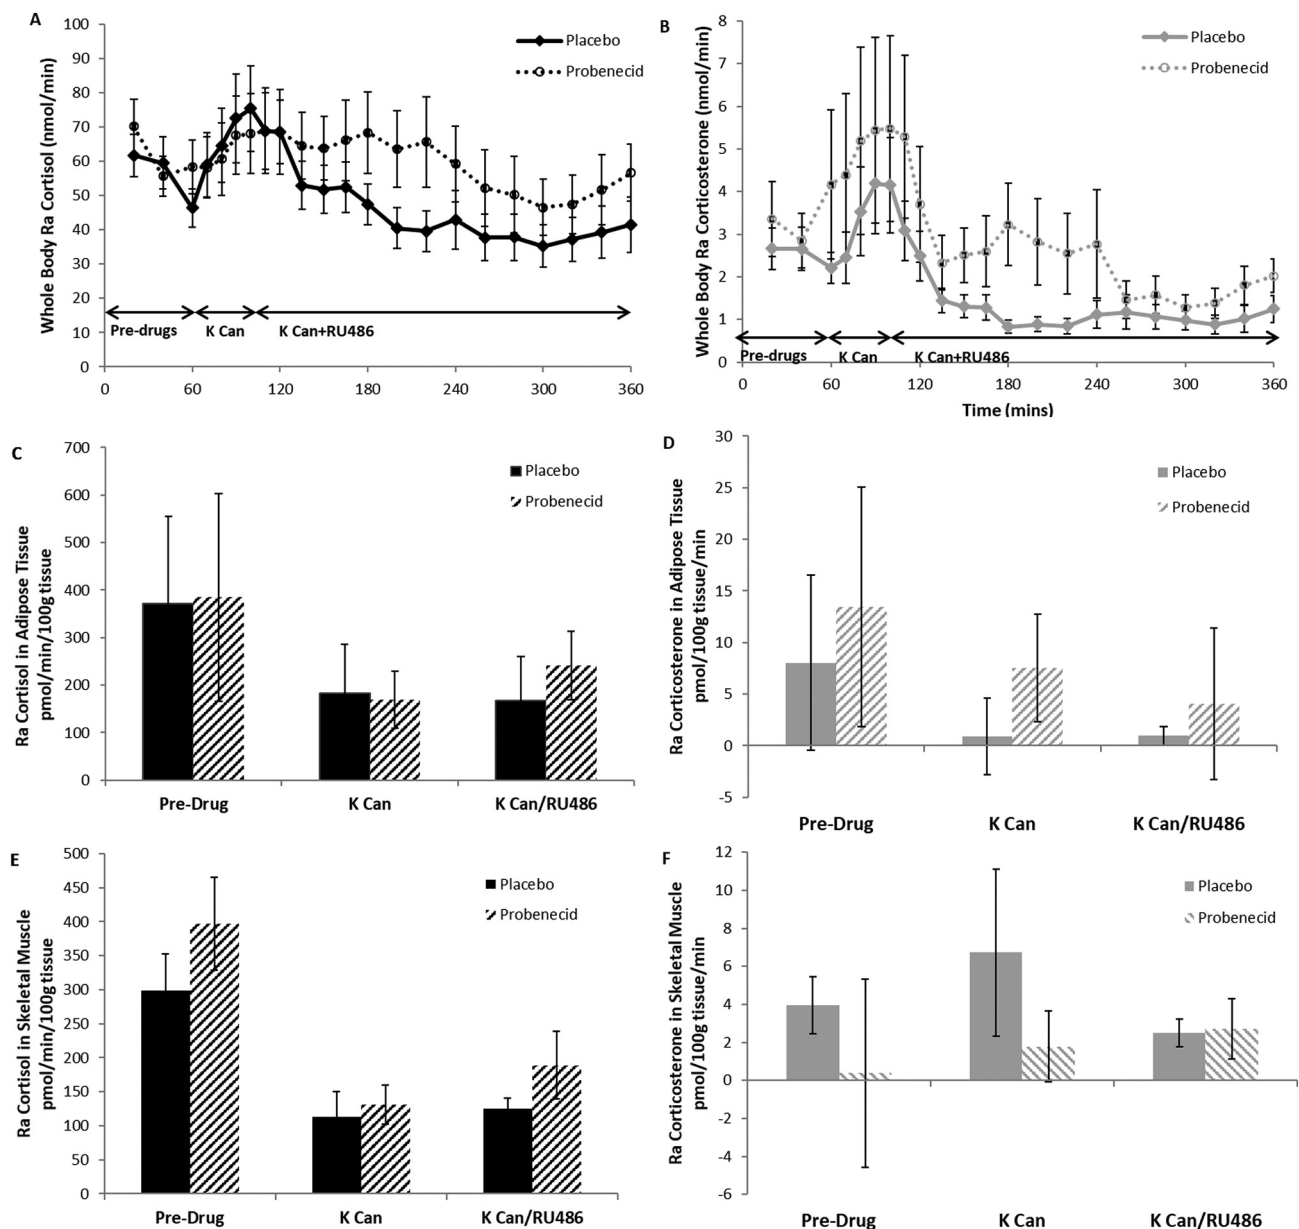 A
Whole Body Ra Cortisol (nmol/min)
100
90
80
70
60
50
40
30
20
10
0
Placebo
Probenecid
Pre-drugs
K Can
K Can+RU486
0
60
120
180
240
300
360
B
Whole Body Ra Corticosterone (nmol/min)
8
7
6
5
4
3
2
1
0
Placebo
Probenecid
Pre-drugs
K Can
K Can+RU486
0
60
120
180
240
300
360
Time (mins)
C
Ra Cortisol in Adipose Tissue
pmol/min/100g tissue
700
600
500
400
300
200
100
0
Placebo
Probenecid
Pre-Drug
K Can
K Can/RU486
D
Ra Corticosterone in Adipose Tissue
pmol/100g tissue/min
30
25
20
15
10
5
0
-5
Placebo
Probenecid
Pre-Drug
K Can
K Can/RU486
E
Ra Cortisol in Skeletal Muscle
pmol/min/100g tissue
500
450
400
350
300
250
200
150
100
50
0
Placebo
Probenecid
Pre-Drug
K Can
K Can/RU486
F
Ra Corticosterone in Skeletal Muscle
pmol/100g tissue/min
12
10
8
6
4
2
0
-2
-4
-6
Placebo
Probenecid
Pre-Drug
K Can
K Can/RU486